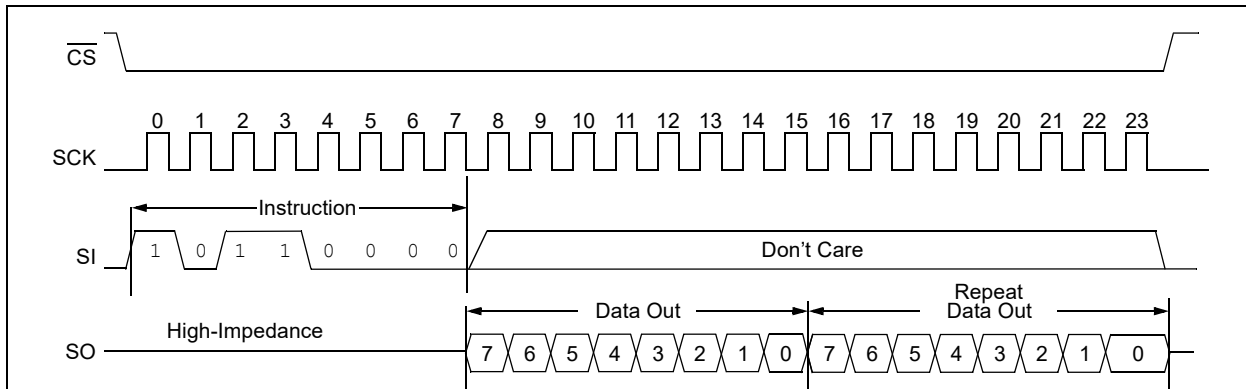 CS
0 1 2 3 4 5 6 7 8 9 10 11 12 13 14 15 16 17 18 19 20 21 22 23
SCK
Instruction
SI 1 0 1 1 0 0 0 0 Don't Care
Repeat
Data Out Data Out
High-Impedance
SO 7 6 5 4 3 2 1 0 7 6 5 4 3 2 1 0